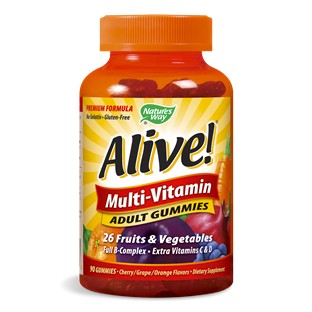 Nature's
Way
PREMIUM FORMULA
No Gelatin • Gluten-Free
Alive!
Multi-Vitamin
ADULT GUMMIES
26 Fruits & Vegetables
Full B-Complex • Extra Vitamins C & D
90 GUMMIES • Cherry/Grape/Orange Flavors • Dietary Supplement